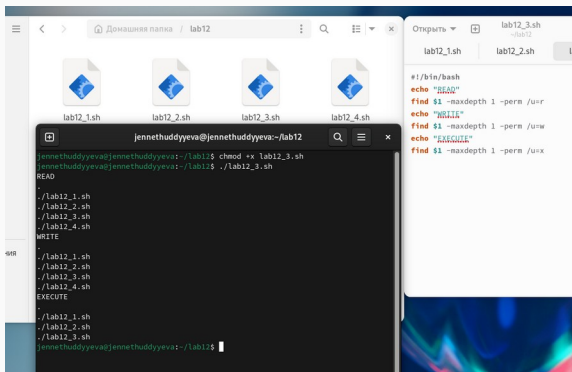 Домашняя папка / lab12
lab12_1.sh
lab12_2.sh
lab12_3.sh
lab12_4.sh
ния
jennethuddyyeva@jennethuddyyeva:~/lab12
jennethuddyyeva@jennethuddyyeva:~/lab12$ chmod +x lab12_3.sh
jennethuddyyeva@jennethuddyyeva:~/lab12$ ./lab12_3.sh
READ
.
./lab12_1.sh
./lab12_2.sh
./lab12_3.sh
./lab12_4.sh
WRITE
.
./lab12_1.sh
./lab12_2.sh
./lab12_3.sh
./lab12_4.sh
EXECUTE
.
./lab12_1.sh
./lab12_2.sh
./lab12_3.sh
jennethuddyyeva@jennethuddyyeva:~/lab12$
Открыть
lab12_3.sh
~/lab12
lab12_1.sh
lab12_2.sh
#!/bin/bash
echo "READ"
find $1 -maxdepth 1 -perm /u=r
echo "WRITE"
find $1 -maxdepth 1 -perm /u=w
echo "EXECUTE"
find $1 -maxdepth 1 -perm /u=x